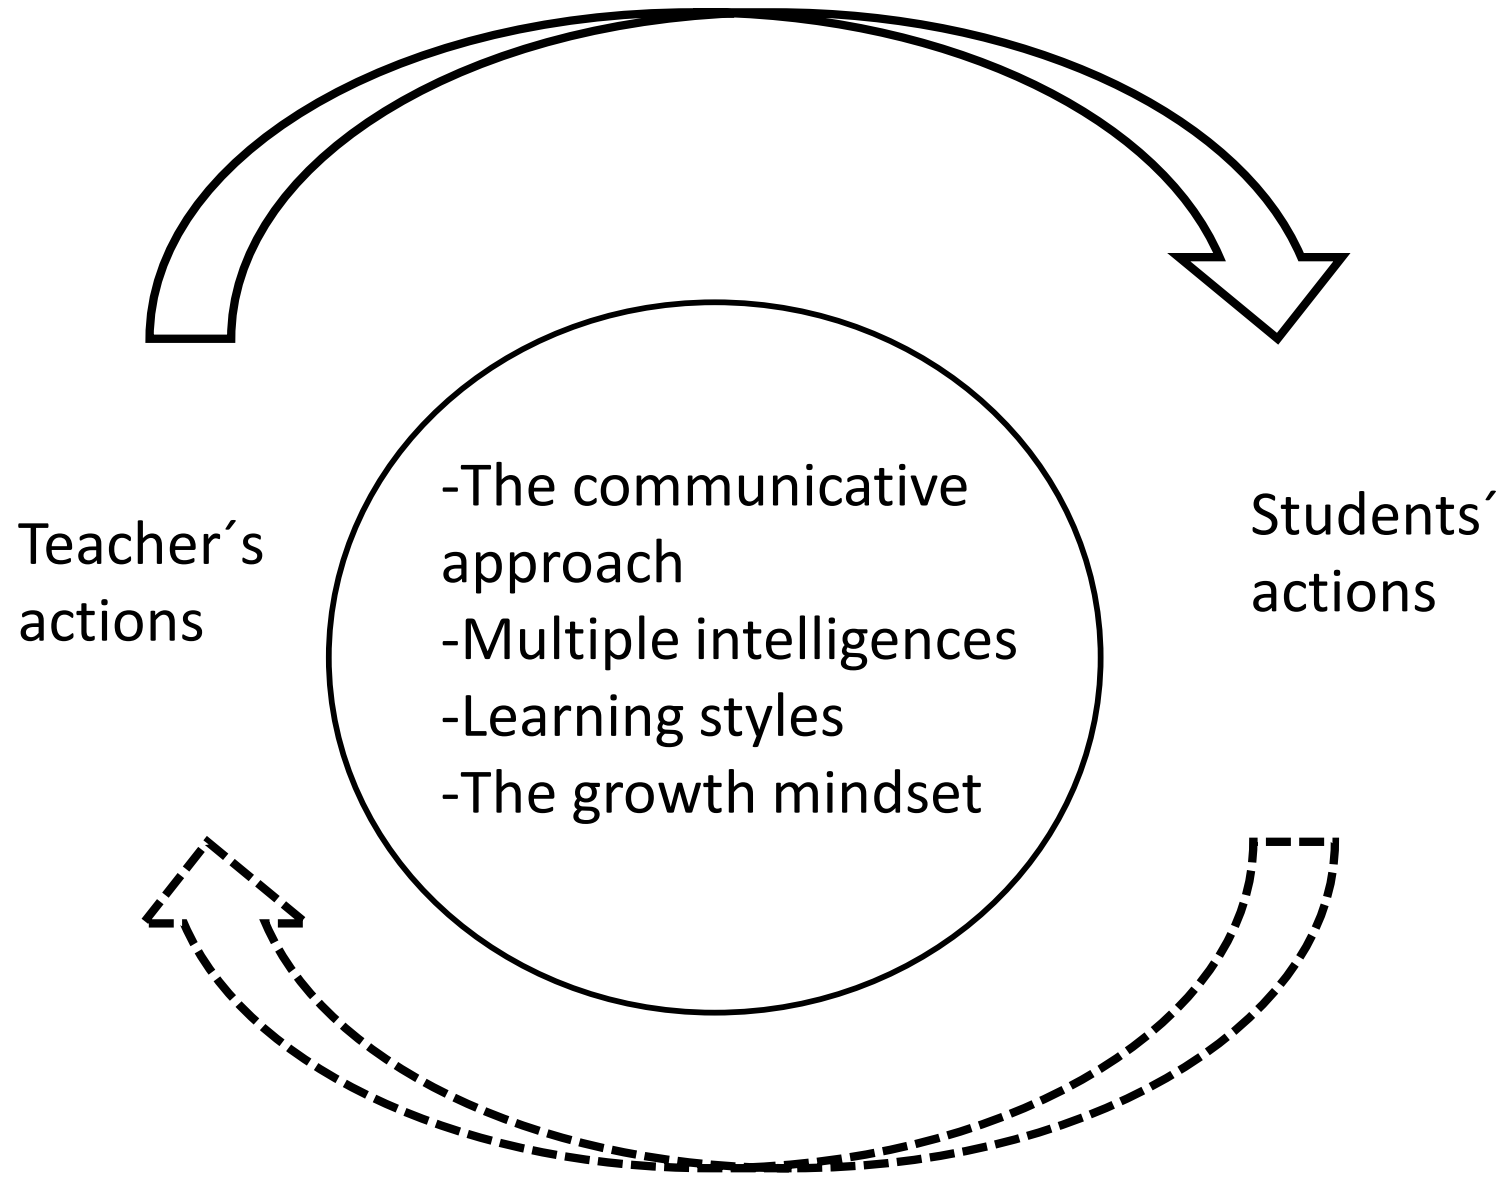 Teacher´s
actions
-The communicative
approach
-Multiple intelligences
-Learning styles
-The growth mindset
Students´
actions